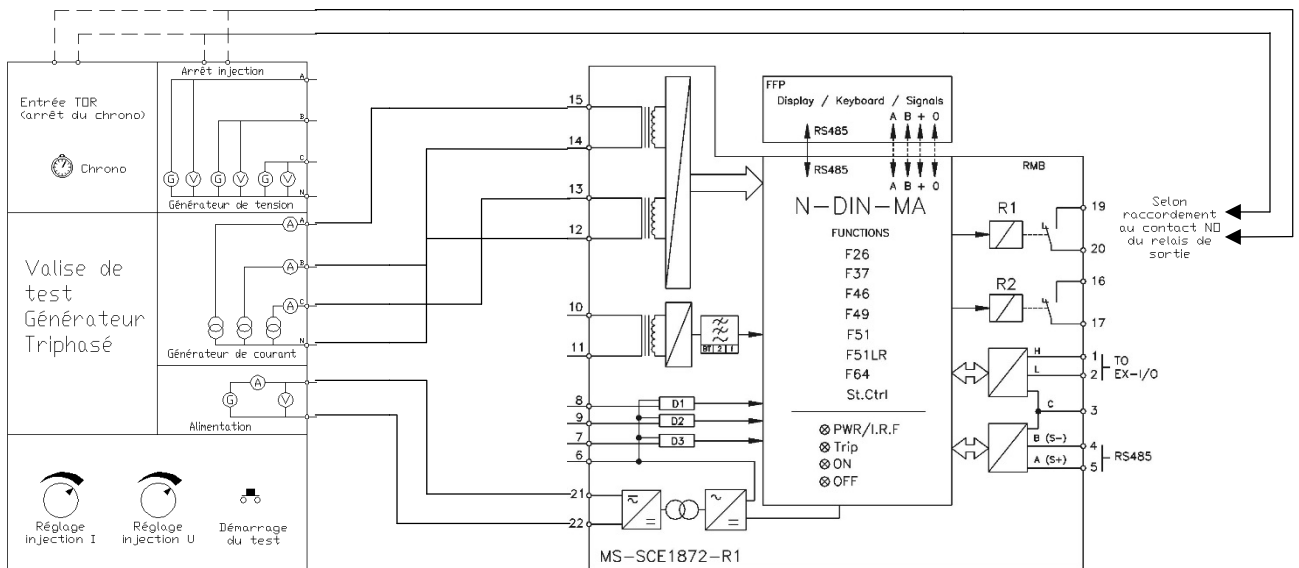 Entrée TOR
(arrêt du chrono)
Chrono
Arrêt injection
A
B
C
N
G
V
G
V
G
V
Générateur de tension
Valise de
test
Générateur
Triphasé
A
A
B
A
C
A
N
Générateur de courant
A
G
V
Alimentation
Réglage
injection I
Réglage
injection U
Démarrage
du test
15
14
13
12
10
11
8
9
7
6
21
22
BT 2 I
D1
D2
D3
MS-SCE1872-R1
FFP
Display / Keyboard / Signals
RS485
A B + O
RS485
A B + O
N-DIN-MA
FUNCTIONS
F26
F37
F46
F49
F51
F51LR
F64
St.Ctrl
PWR/I.R.F
Trip
ON
OFF
RMB
R1
19
20
R2
16
17
H
1
L
2
TO
EX-I/O
C
3
B (S-)
4
A (S+)
5
RS485
Selon
raccordement
au contact NO
du relais de
sortie